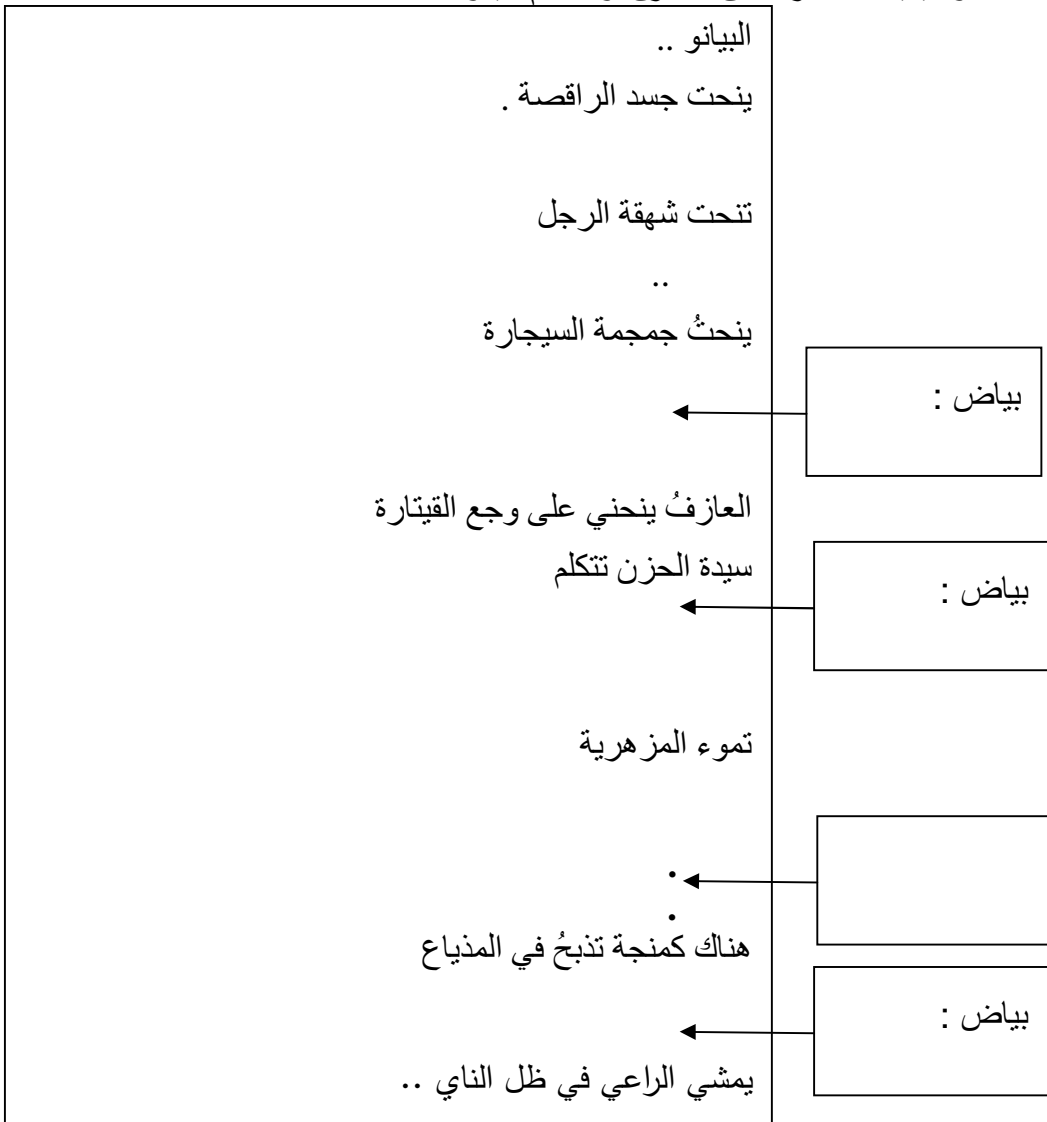 البيانو ..
ينحت جسد الراقصة .
تنحت شهقة الرجل
..
ينحتُ جمجمة السيجارة
بياض :
العازفُ ينحني على وجع القيتارة
سيدة الحزن تتكلم
بياض :
تموء المزهرية
.
.
هناك كمنجة تذبحُ في المذياع
بياض :
يمشي الراعي في ظل الناي ..